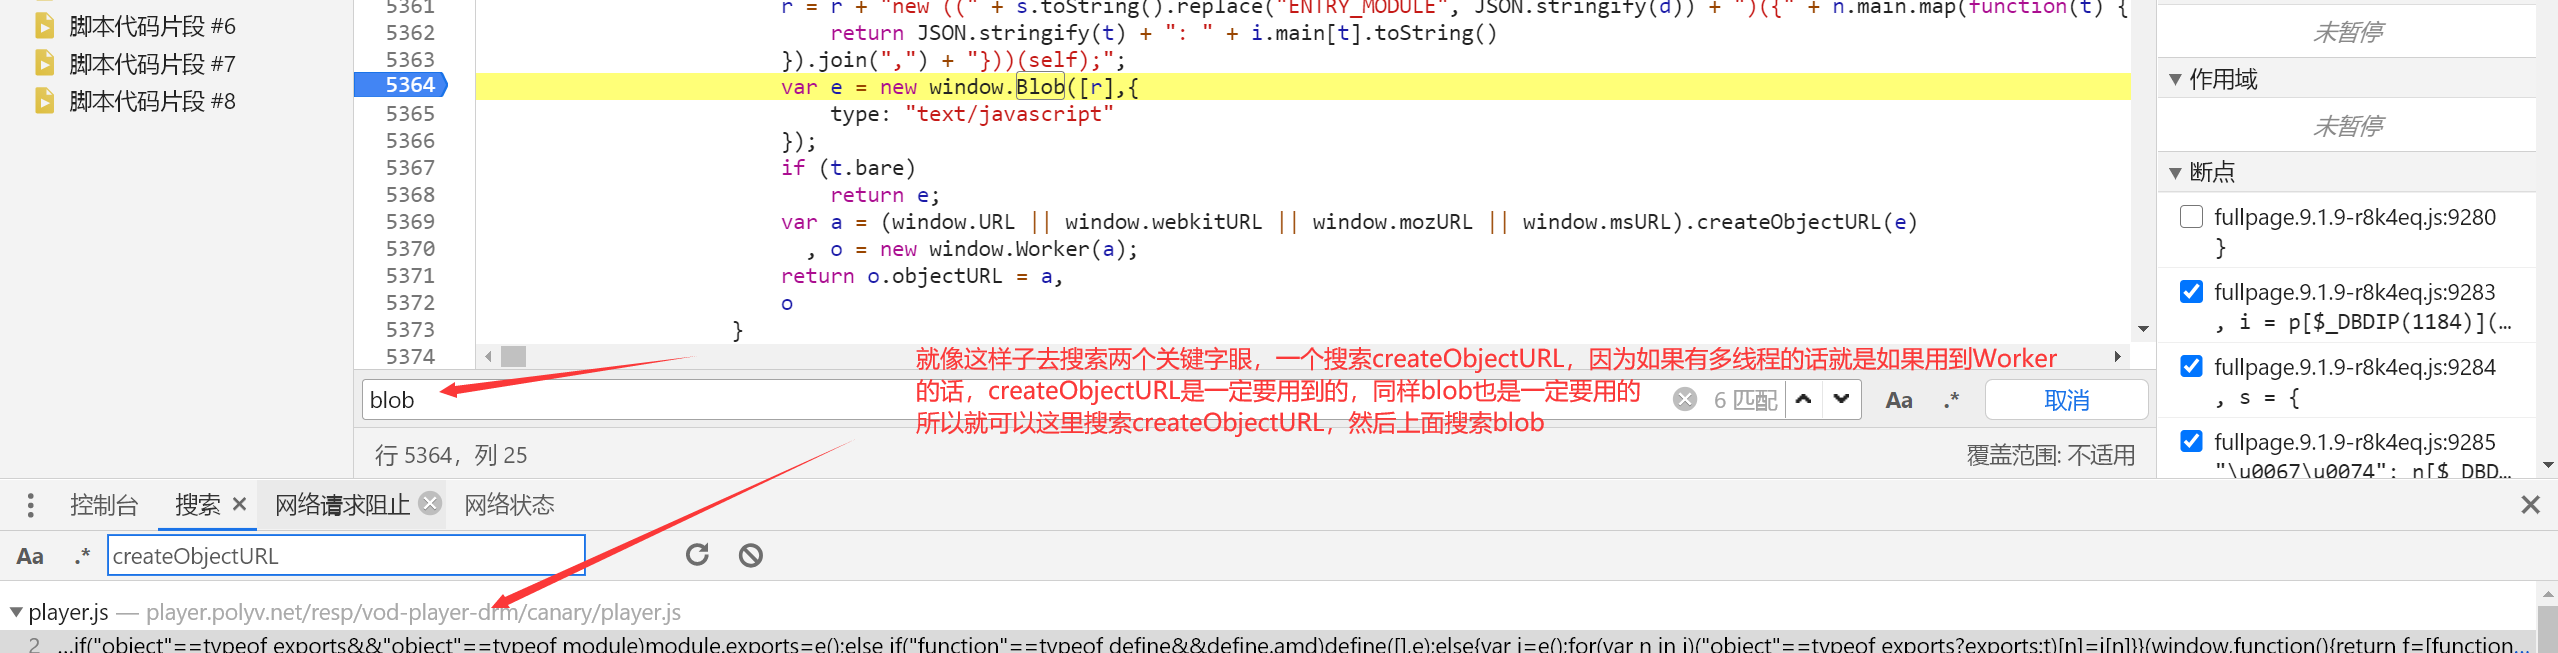 脚本代码片段 #6
脚本代码片段 #7
脚本代码片段 #8
5361 r = r + "new ((" + s.toString().replace("ENTRY_MODULE", JSON.stringify(d)) + ")({" + n.main.map(function(t) {
5362 return JSON.stringify(t) + ": " + i.main[t].toString()
5363 }).join(",") + "}))(self);";
5364 var e = new window.Blob([r],{
5365 type: "text/javascript"
5366 });
5367 if (t.bare)
5368 return e;
5369 var a = (window.URL || window.webkitURL || window.mozURL || window.msURL).createObjectURL(e)
5370 , o = new window.Worker(a);
5371 return o.objectURL = a,
5372 o
5373 }
5374
就像这样子去搜索两个关键字眼，一个搜索createObjectURL，因为如果有多线程的话就是如果用到Worker
的话，createObjectURL是一定要用到的，同样blob也是一定要用的
所以就可以这里搜索createObjectURL，然后上面搜索blob
blob
6 匹配
Aa
.*
取消
行 5364，列 25
覆盖范围: 不适用
未暂停
作用域
未暂停
断点
fullpage.9.1.9-r8k4eq.js:9280
}
fullpage.9.1.9-r8k4eq.js:9283
, i = p[$_DBDIP(1184)](…
fullpage.9.1.9-r8k4eq.js:9284
, s = {
fullpage.9.1.9-r8k4eq.js:9285
"\u0067\u0074": n[$_DBD…
控制台
搜索
网络请求阻止
网络状态
Aa
.*
createObjectURL
player.js — player.polyv.net/resp/vod-player-drm/canary/player.js
2 …if("object"==typeof exports&&"object"==typeof module)module.exports=e();else if("function"==typeof define&&define.amd)define([],e);else{var i=e();for(var n in i)("object"==typeof exports?exports:t)[n]=i[n]}}(window,function(){return f=[function…